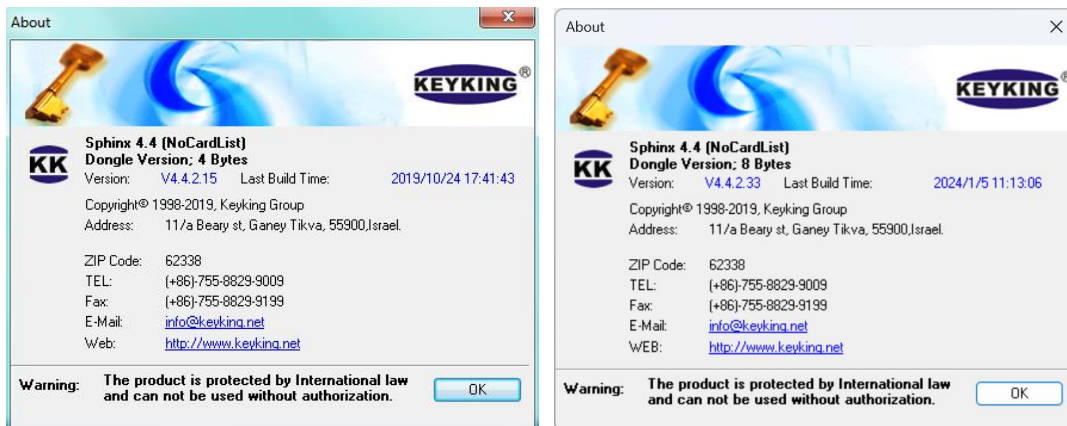 About
KEYKING®
KK
Sphinx 4.4 (NoCardList)
Dongle Version; 4 Bytes
Version: V4.4.2.15 Last Build Time: 2019/10/24 17:41:43
Copyright© 1998-2019, Keyking Group
Address: 11/a Beary st, Ganey Tikva, 55900,Israel.
ZIP Code: 62338
TEL: (+86)-755-8829-9009
Fax: (+86)-755-8829-9199
E-Mail: info@keyking.net
Web: http://www.keyking.net
Warning: The product is protected by International law
and can not be used without authorization.
OK
About
KEYKING®
KK
Sphinx 4.4 (NoCardList)
Dongle Version; 8 Bytes
Version: V4.4.2.33 Last Build Time: 2024/1/5 11:13:06
Copyright© 1998-2019, Keyking Group
Address: 11/a Beary st, Ganey Tikva, 55900,Israel.
ZIP Code: 62338
TEL: (+86)-755-8829-9009
Fax: (+86)-755-8829-9199
E-Mail: info@keyking.net
WEB: http://www.keyking.net
Warning: The product is protected by International law
and can not be used without authorization.
OK